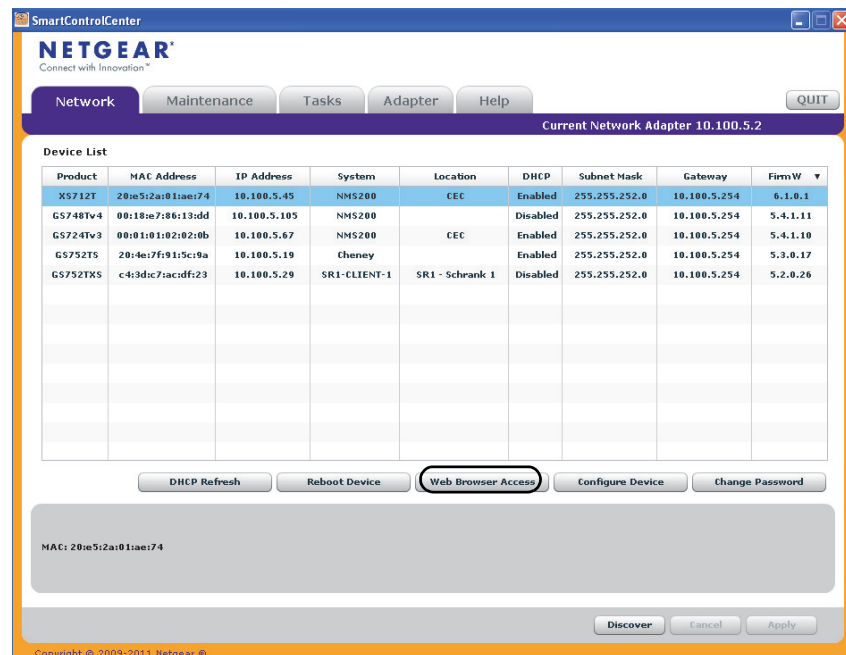 SmartControlCenter
NETGEAR®
Connect with Innovation™
Network Maintenance Tasks Adapter Help QUIT
Current Network Adapter 10.100.5.2
Device List
Product MAC Address IP Address System Location DHCP Subnet Mask Gateway FirmW ▼
XS712T 20:e5:2a:01:ae:74 10.100.5.45 NMS200 CEC Enabled 255.255.252.0 10.100.5.254 6.1.0.1
GS748Tv4 00:18:e7:86:13:dd 10.100.5.105 NMS200 Disabled 255.255.252.0 10.100.5.254 5.4.1.11
GS724Tv3 00:01:01:02:02:0b 10.100.5.67 NMS200 CEC Enabled 255.255.252.0 10.100.5.254 5.4.1.10
GS752TS 20:4e:7f:91:5c:9a 10.100.5.19 Cheney Enabled 255.255.252.0 10.100.5.254 5.3.0.17
GS752TXS c4:3d:c7:ac:df:23 10.100.5.29 SR1-CLIENT-1 SR1 - Schrank 1 Disabled 255.255.252.0 10.100.5.254 5.2.0.26
DHCP Refresh Reboot Device Web Browser Access Configure Device Change Password
MAC: 20:e5:2a:01:ae:74
Discover Cancel Apply
Copyright © 2009-2011 Netgear ®